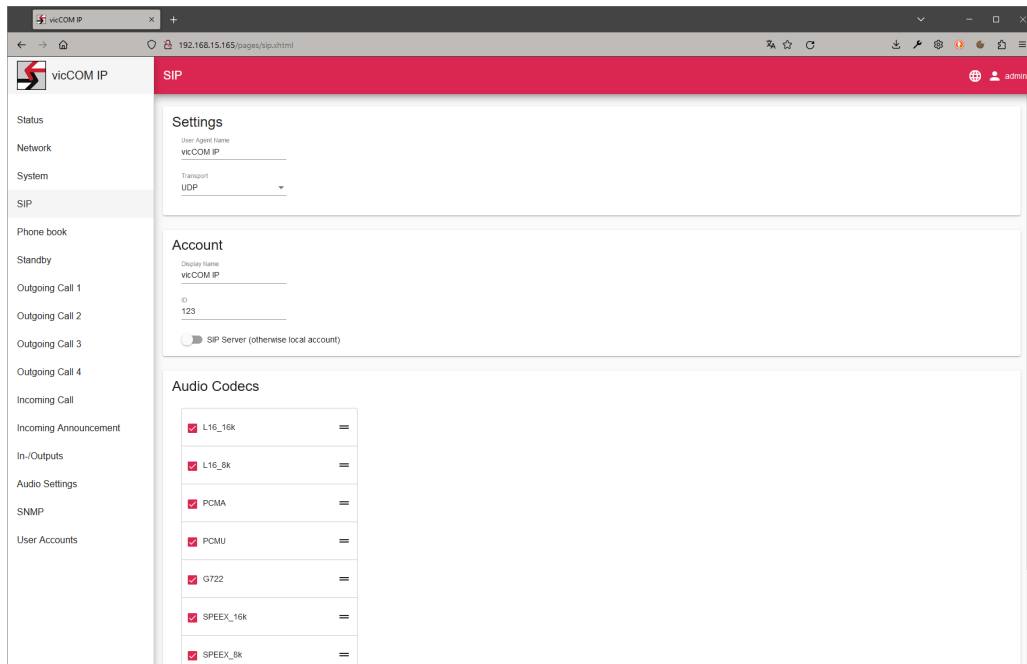 vicCOM IP
192.168.15.165/pages/sip.xhtml
vicCOM IP
SIP
admin
Status
Network
System
SIP
Phone book
Standby
Outgoing Call 1
Outgoing Call 2
Outgoing Call 3
Outgoing Call 4
Incoming Call
Incoming Announcement
In-/Outputs
Audio Settings
SNMP
User Accounts
Settings
User Agent Name
vicCOM IP
Transport
UDP
Account
Display Name
vicCOM IP
ID
123
SIP Server (otherwise local account)
Audio Codecs
L16_16k
L16_8k
PCMA
PCMU
G722
SPEEX_16k
SPEEX_8k